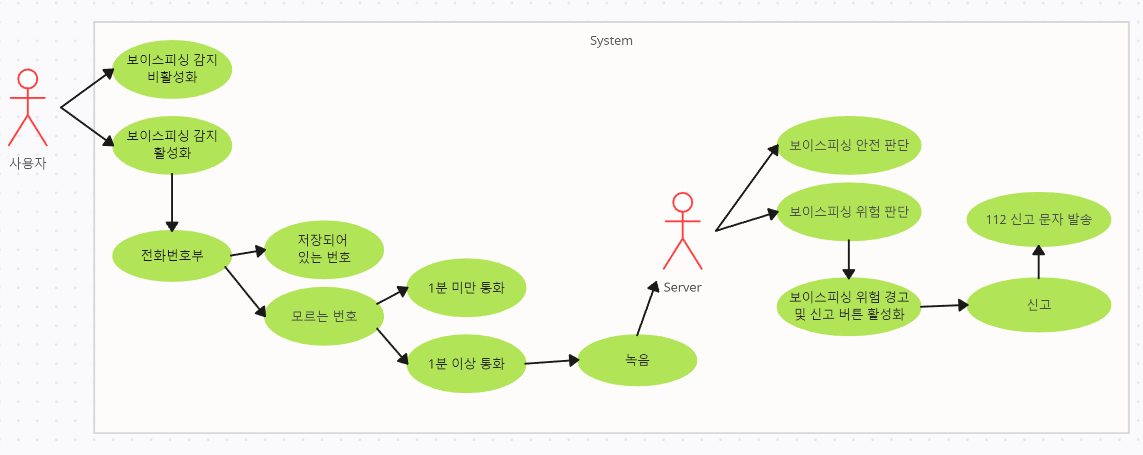 System
사용자
보이스피싱 감지
비활성화
보이스피싱 감지
활성화
전화번호부
저장되어
있는 번호
모르는 번호
1분 미만 통화
1분 이상 통화
녹음
Server
보이스피싱 안전 판단
보이스피싱 위험 판단
보이스피싱 위험 경고
및 신고 버튼 활성화
신고
112 신고 문자 발송